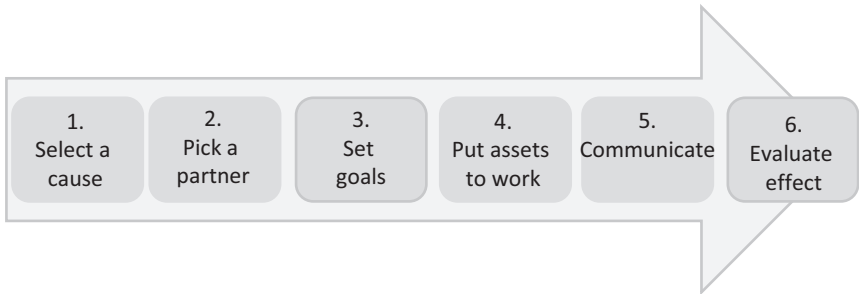 1.
Select a
cause
2.
Pick a
partner
3.
Set
goals
4.
Put assets
to work
5.
Communicate
6.
Evaluate
effect